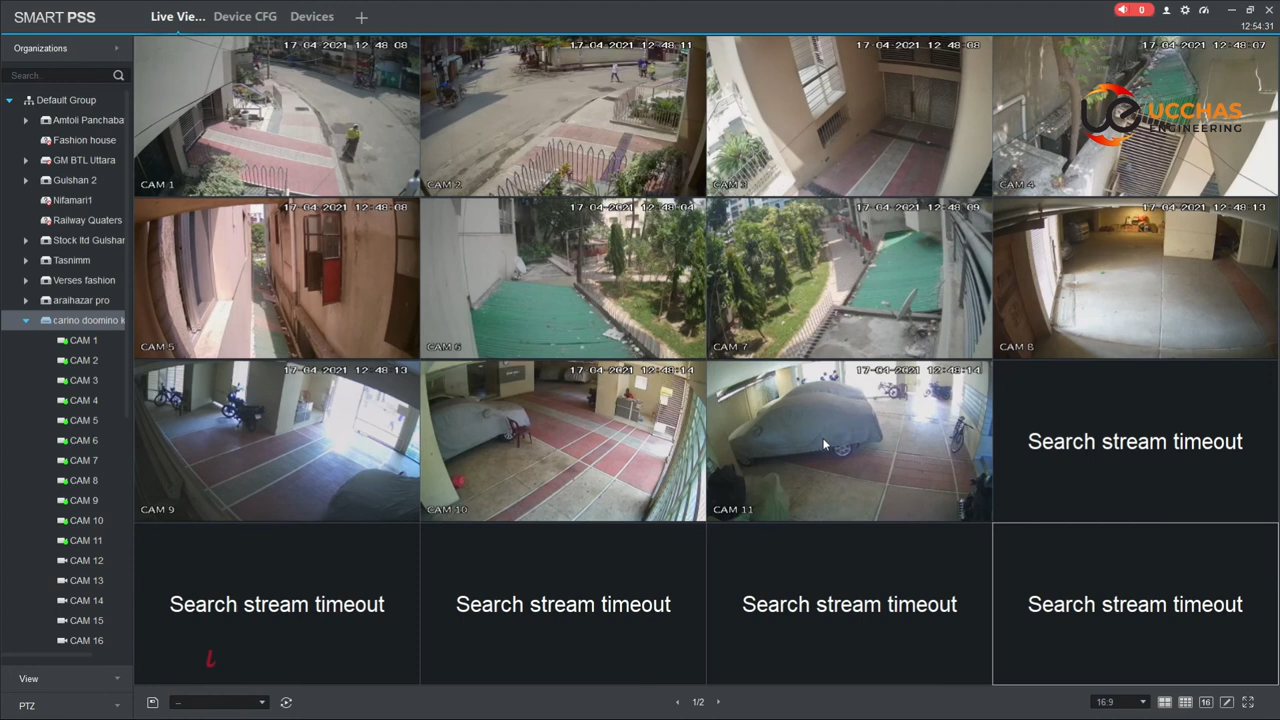 SMART PSS
Live Vie...
Device CFG
Devices
0
12:54:31
Organizations
Search...
Default Group
Amtoli Panchaba
Fashion house
GM BTL Uttara
Gulshan 2
Nifamari1
Railway Quaters
Stock ltd Gulshar
Tasnimm
Verses fashion
araihazar pro
carino doomino k
CAM 1
CAM 2
CAM 3
CAM 4
CAM 5
CAM 6
CAM 7
CAM 8
CAM 9
CAM 10
CAM 11
CAM 12
CAM 13
CAM 14
CAM 15
CAM 16
View
PTZ
17-04-2021 12:48:08
CAM 1
17-04-2021 12:48:11
CAM 2
17-04-2021 12:48:08
CAM 3
17-04-2021 12:48:07
CAM 4
UE UCCHAS
ENGINEERING
17-04-2021 12:48:08
CAM 5
17-04-2021 12:48:04
CAM 6
17-04-2021 12:48:09
CAM 7
17-04-2021 12:48:13
CAM 8
17-04-2021 12:48:13
CAM 9
17-04-2021 12:48:14
CAM 10
17-04-2021 12:48:14
CAM 11
Search stream timeout
Search stream timeout
Search stream timeout
Search stream timeout
Search stream timeout
l
--
1/2
16:9
16